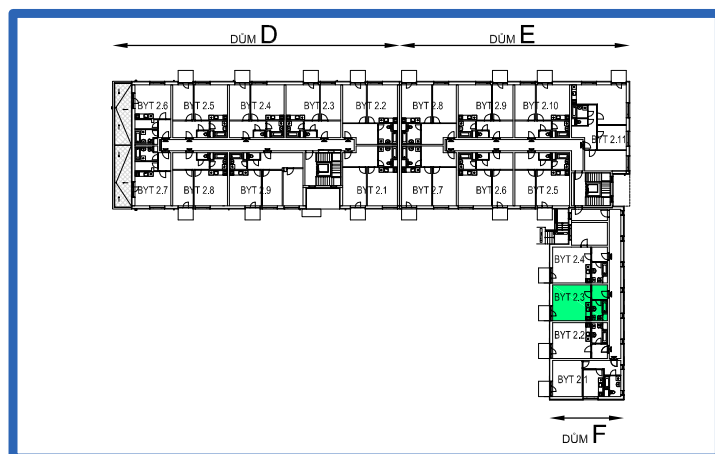 DŮM D
DŮM E
BYT 2.6
BYT 2.5
BYT 2.4
BYT 2.3
BYT 2.2
BYT 2.8
BYT 2.9
BYT 2.10
BYT 2.11
BYT 2.7
BYT 2.8
BYT 2.9
BYT 2.1
BYT 2.7
BYT 2.6
BYT 2.5
BYT 2.4
BYT 2.3
BYT 2.2
BYT 2.1
DŮM F